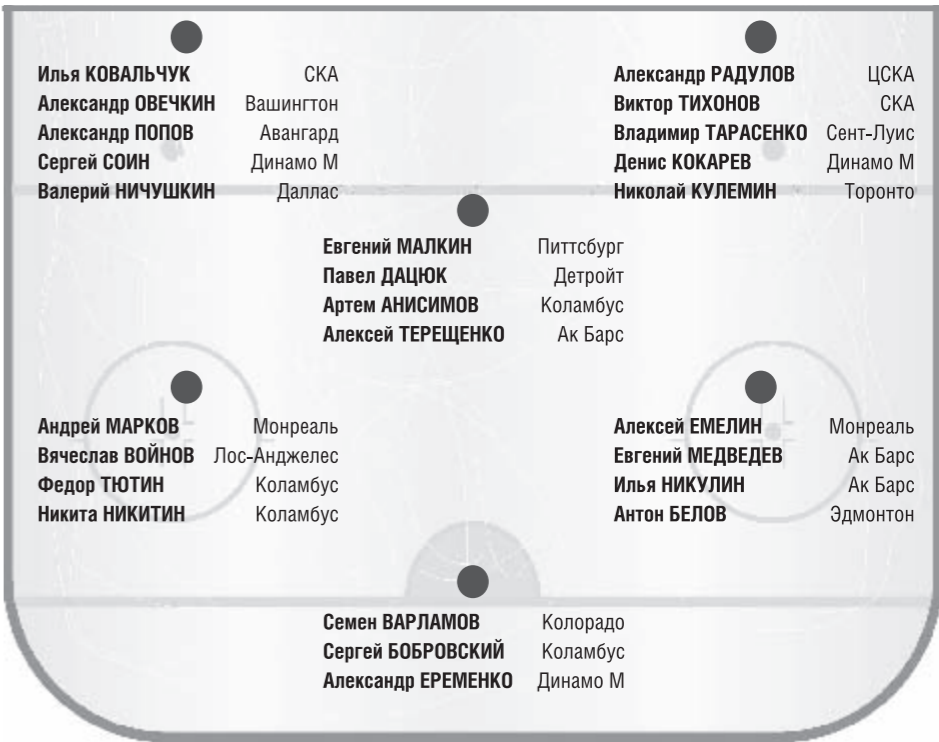 Илья КОВАЛЬЧУК СКА
Александр ОВЕЧКИН Вашингтон
Александр ПОПОВ Авангард
Сергей СОИН Динамо М
Валерий НИЧУШКИН Даллас
Александр РАДУЛОВ ЦСКА
Виктор ТИХОНОВ СКА
Владимир ТАРАСЕНКО Сент-Луис
Денис КОКАРЕВ Динамо М
Николай КУЛЕМИН Торонто
Евгений МАЛКИН Питтсбург
Павел ДАЦЮК Детройт
Артем АНИСИМОВ Коламбус
Алексей ТЕРЕЩЕНКО Ак Барс
Андрей МАРКОВ Монреаль
Вячеслав ВОЙНОВ Лос-Анджелес
Федор ТЮТИН Коламбус
Никита НИКИТИН Коламбус
Алексей ЕМЕЛИН Монреаль
Евгений МЕДВЕДЕВ Ак Барс
Илья НИКУЛИН Ак Барс
Антон БЕЛОВ Эдмонтон
Семен ВАРЛАМОВ Колорадо
Сергей БОБРОВСКИЙ Коламбус
Александр ЕРЕМЕНКО Динамо М